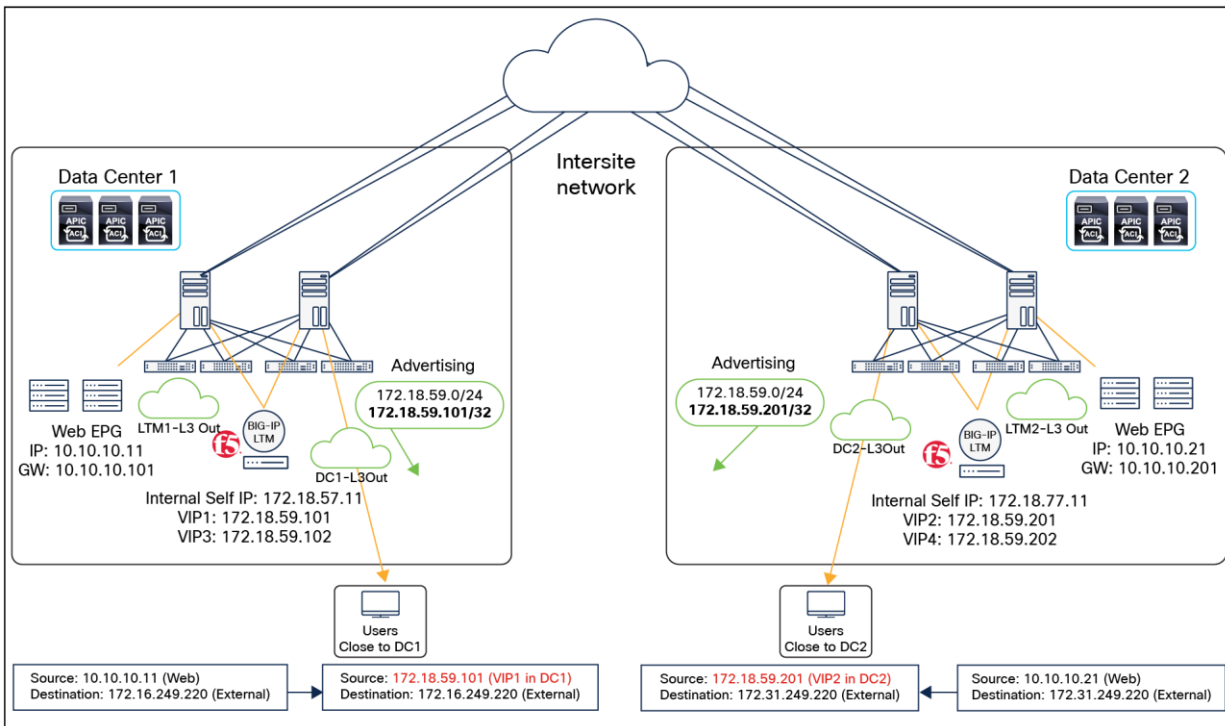 Intersite
network
Data Center 1
APIC
ACI
APIC
ACI
APIC
ACI
Web EPG
IP: 10.10.10.11
GW: 10.10.10.101
LTM1-L3 Out
f5
BIG-IP
LTM
DC1-L3Out
Advertising
172.18.59.0/24
172.18.59.101/32
Internal Self IP: 172.18.57.11
VIP1: 172.18.59.101
VIP3: 172.18.59.102
Data Center 2
APIC
ACI
APIC
ACI
APIC
ACI
Advertising
172.18.59.0/24
172.18.59.201/32
DC2-L3Out
f5
BIG-IP
LTM
LTM2-L3 Out
Web EPG
IP: 10.10.10.21
GW: 10.10.10.201
Internal Self IP: 172.18.77.11
VIP2: 172.18.59.201
VIP4: 172.18.59.202
Users
Close to DC1
Users
Close to DC2
Source: 10.10.10.11 (Web)
Destination: 172.16.249.220 (External)
Source: 172.18.59.101 (VIP1 in DC1)
Destination: 172.16.249.220 (External)
Source: 172.18.59.201 (VIP2 in DC2)
Destination: 172.31.249.220 (External)
Source: 10.10.10.21 (Web)
Destination: 172.31.249.220 (External)